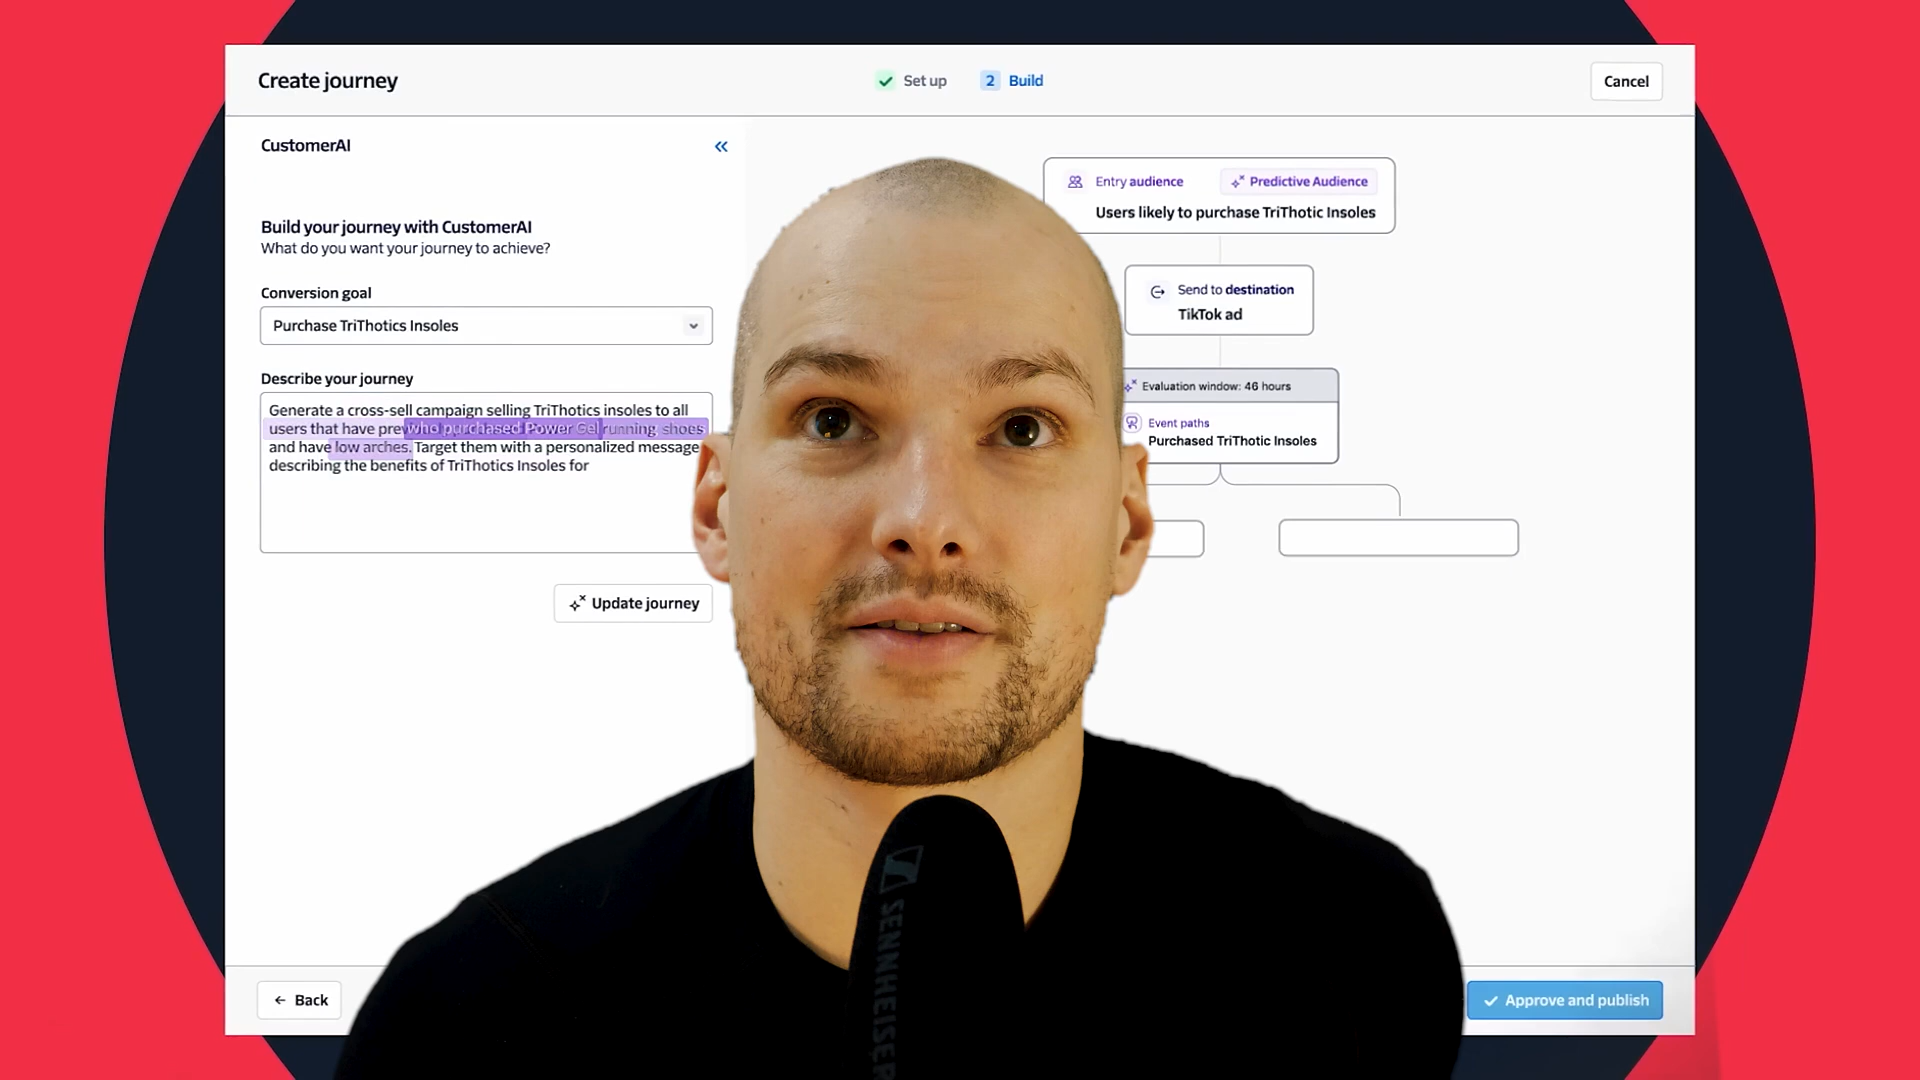 Create journey
Set up
2 Build
Cancel
CustomerAI
Build your journey with CustomerAI
What do you want your journey to achieve?
Conversion goal
Purchase TriThotics Insoles
Describe your journey
Generate a cross-sell campaign selling TriThotics insoles to all
users that have prev who purchased Power Gel running shoes
and have low arches. Target them with a personalized message
describing the benefits of TriThotics Insoles for
Update journey
Entry audience
Predictive Audience
Users likely to purchase TriThotic Insoles
Send to destination
TikTok ad
Evaluation window: 46 hours
Event paths
Purchased TriThotic Insoles
SENNHEISER
Back
Approve and publish